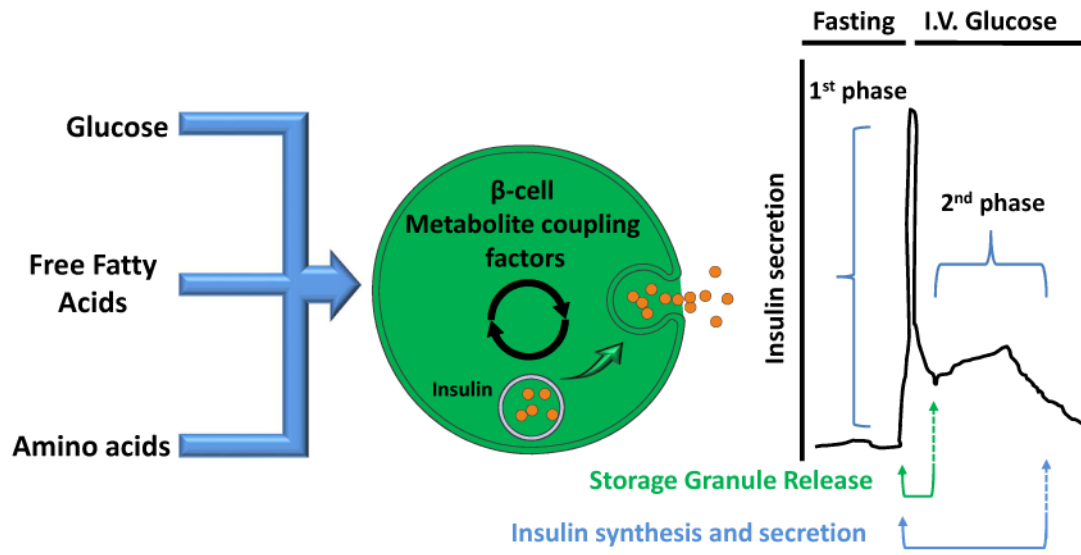 Fasting
I.V. Glucose
1st phase
Glucose
β-cell
Metabolite coupling
factors
2nd phase
Free Fatty
Acids
Insulin secretion
Insulin
Amino acids
Storage Granule Release
Insulin synthesis and secretion